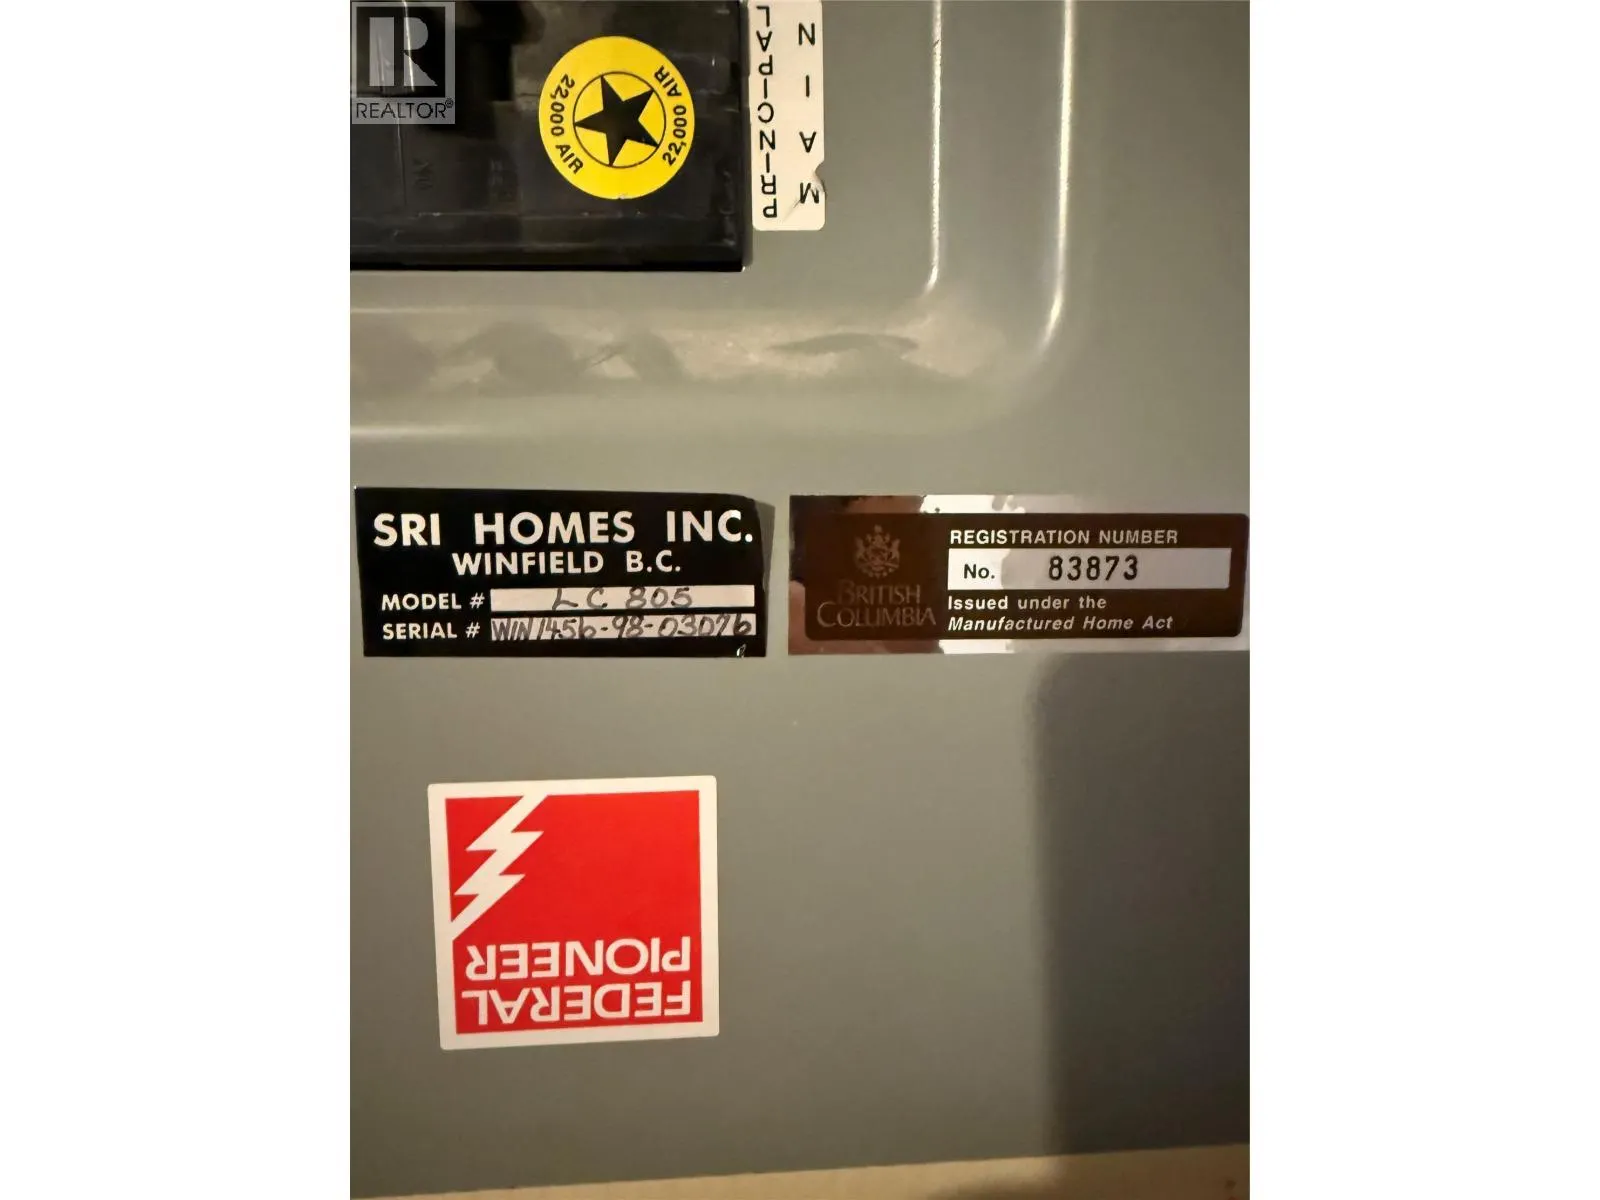 REALTOR®
22,000 AIR 22,000 AIR
PRINCIPAL
MAIN
SRI HOMES INC.
WINFIELD B.C.
MODEL # LC 805
SERIAL # WIN1456-98-03076
BRITISH
COLUMBIA
REGISTRATION NUMBER
No. 83873
Issued under the
Manufactured Home Act
FEDERAL
PIONEER